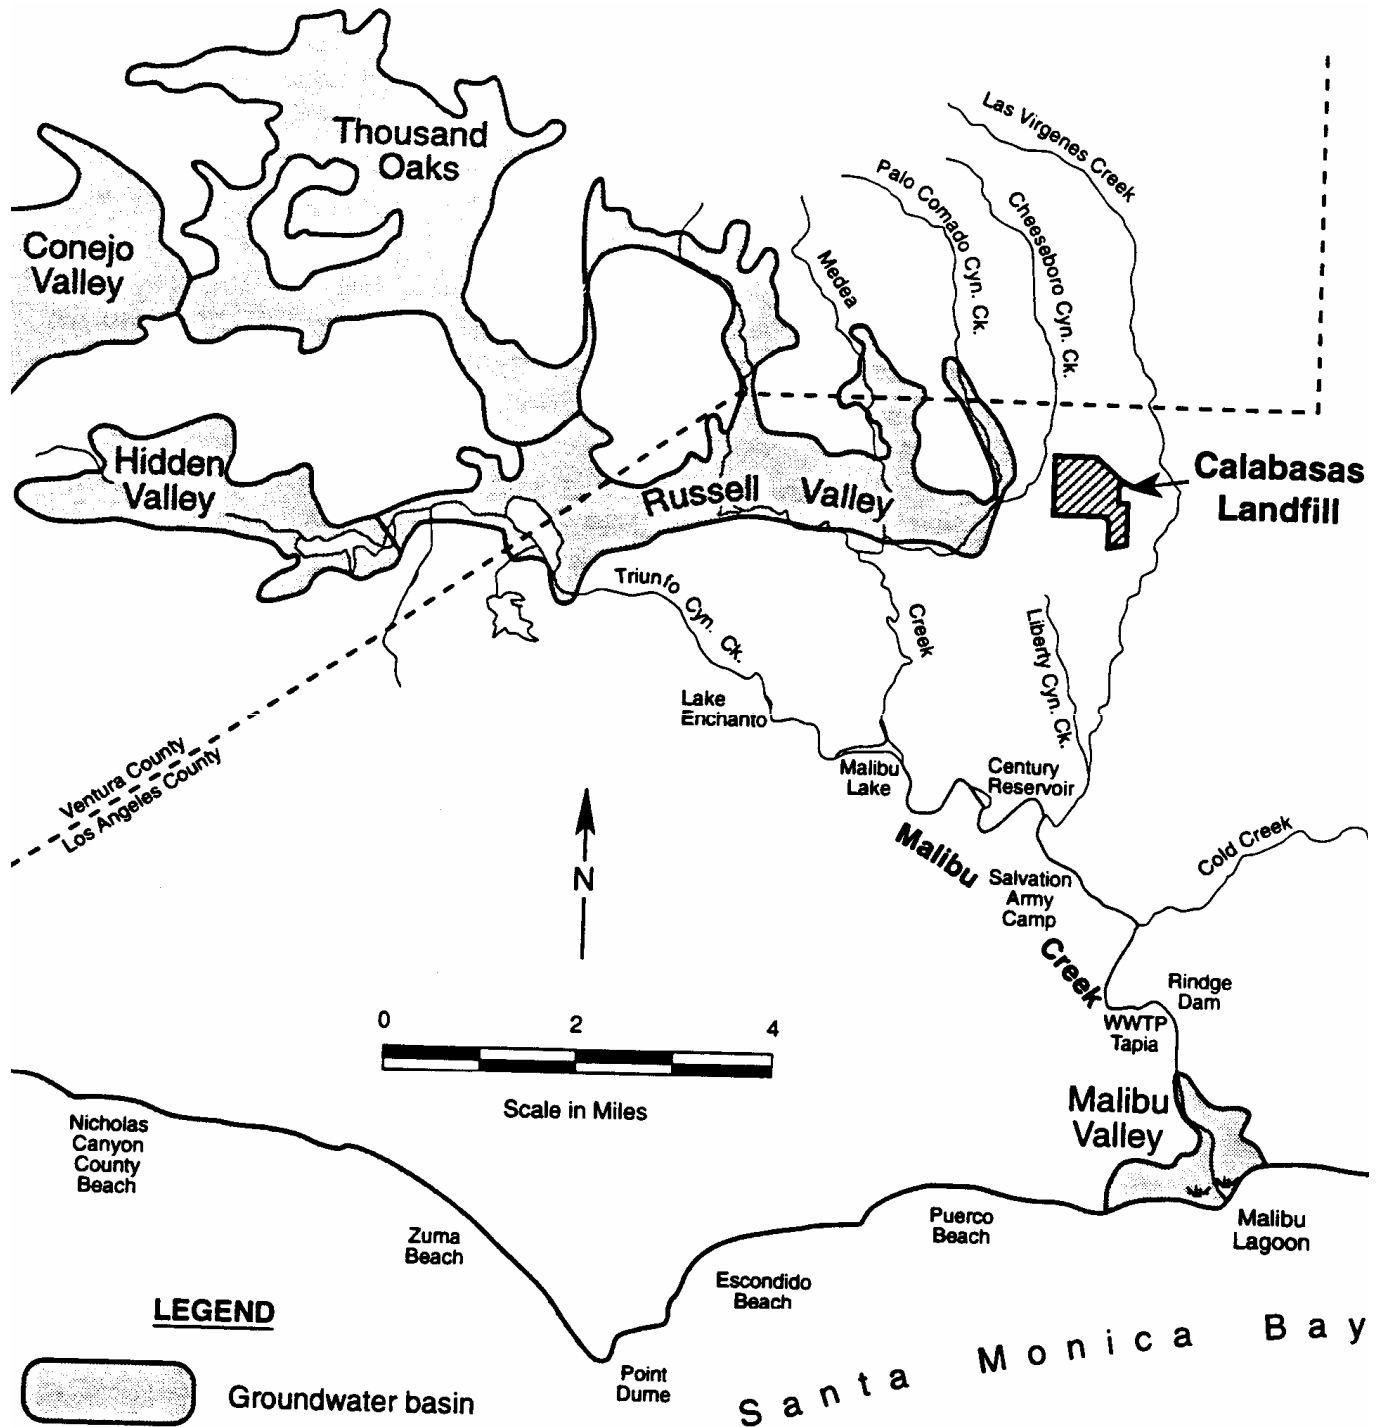 Las Virgenes Creek
Thousand
Oaks
Palo Comado Cyn. Ck.
Cheeseboro Cyn. Ck.
Conejo
Valley
Medea
Hidden
Valley
Russell Valley
Calabasas
Landfill
Triunfo Cyn. Ck.
Creek
Liberty Cyn. Ck.
Lake
Enchanto
Ventura County
Los Angeles County
Malibu
Lake
Century
Reservoir
N
Malibu
Creek
Cold Creek
Salvation
Army
Camp
Rindge
Dam
WWTP
Tapia
0 2 4
Scale in Miles
Malibu
Valley
Nicholas
Canyon
County
Beach
Zuma
Beach
Puerco
Beach
Malibu
Lagoon
Escondido
Beach
Point
Dume
Santa Monica Bay
LEGEND
Groundwater basin